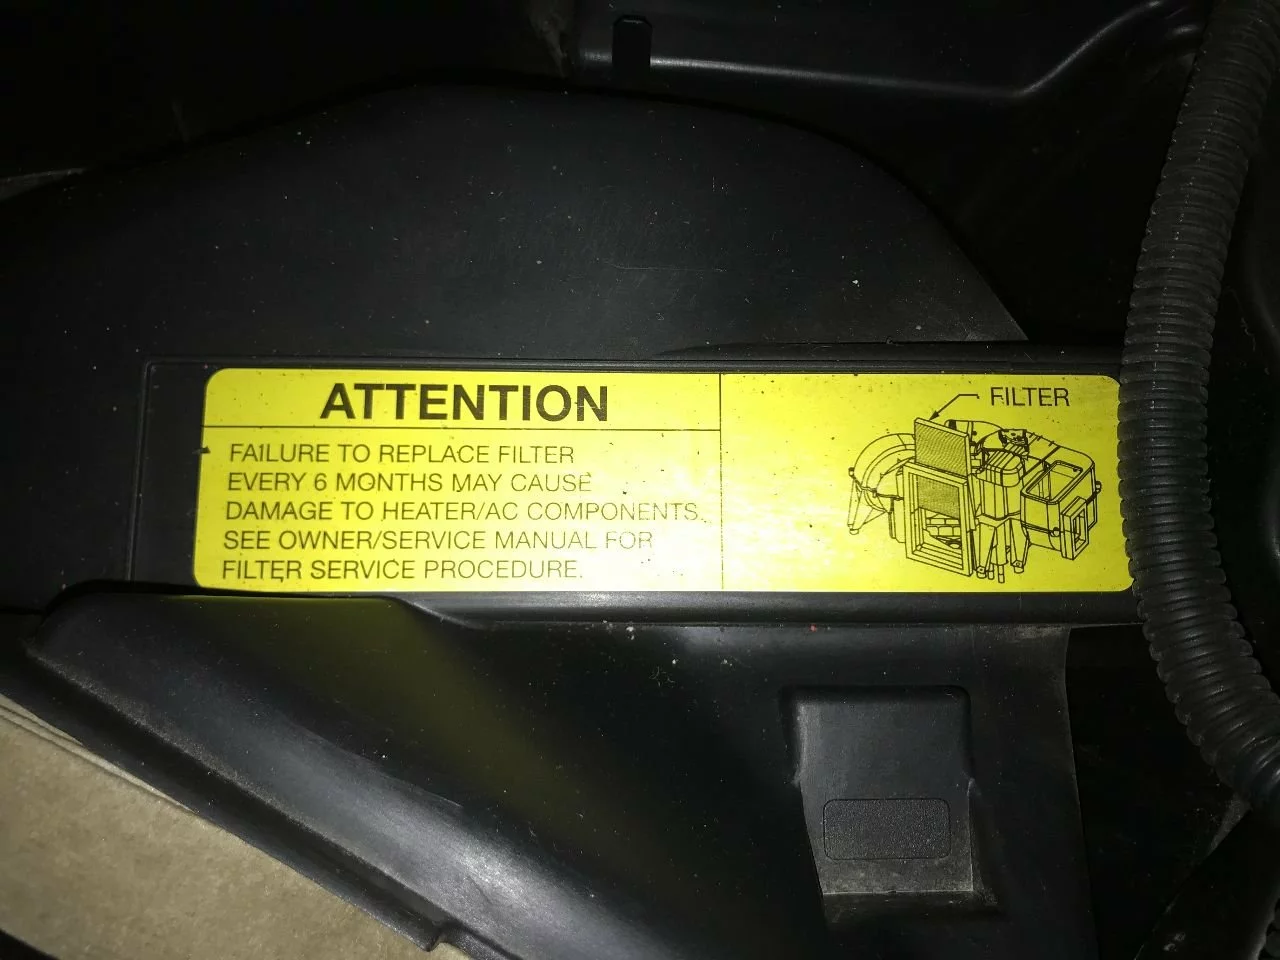 ATTENTION
FAILURE TO REPLACE FILTER
EVERY 6 MONTHS MAY CAUSE
DAMAGE TO HEATER/AC COMPONENTS.
SEE OWNER/SERVICE MANUAL FOR
FILTER SERVICE PROCEDURE.
FILTER